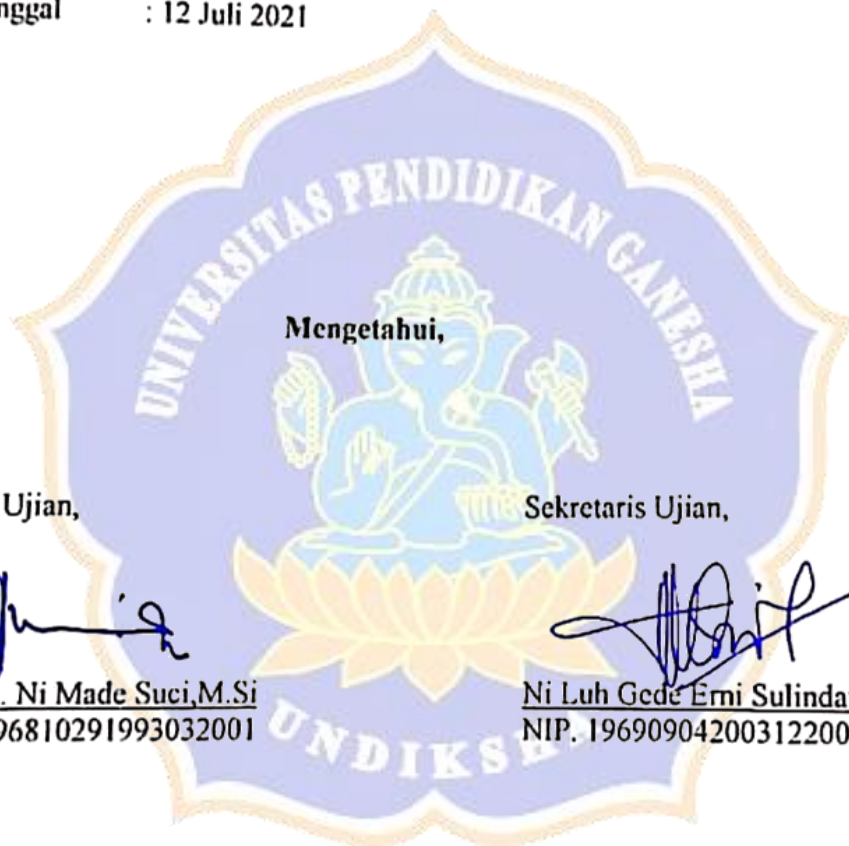 nggal : 12 Juli 2021
UNIVERSITAS PENDIDIKAN GANESHA
Mengetahui,
Ujian,
Sekretaris Ujian,
. Ni Made Suci,M.Si
Ni Luh Gede Erni Sulinda
96810291993032001
NIP. 19690904200312200
UNDIKSHA